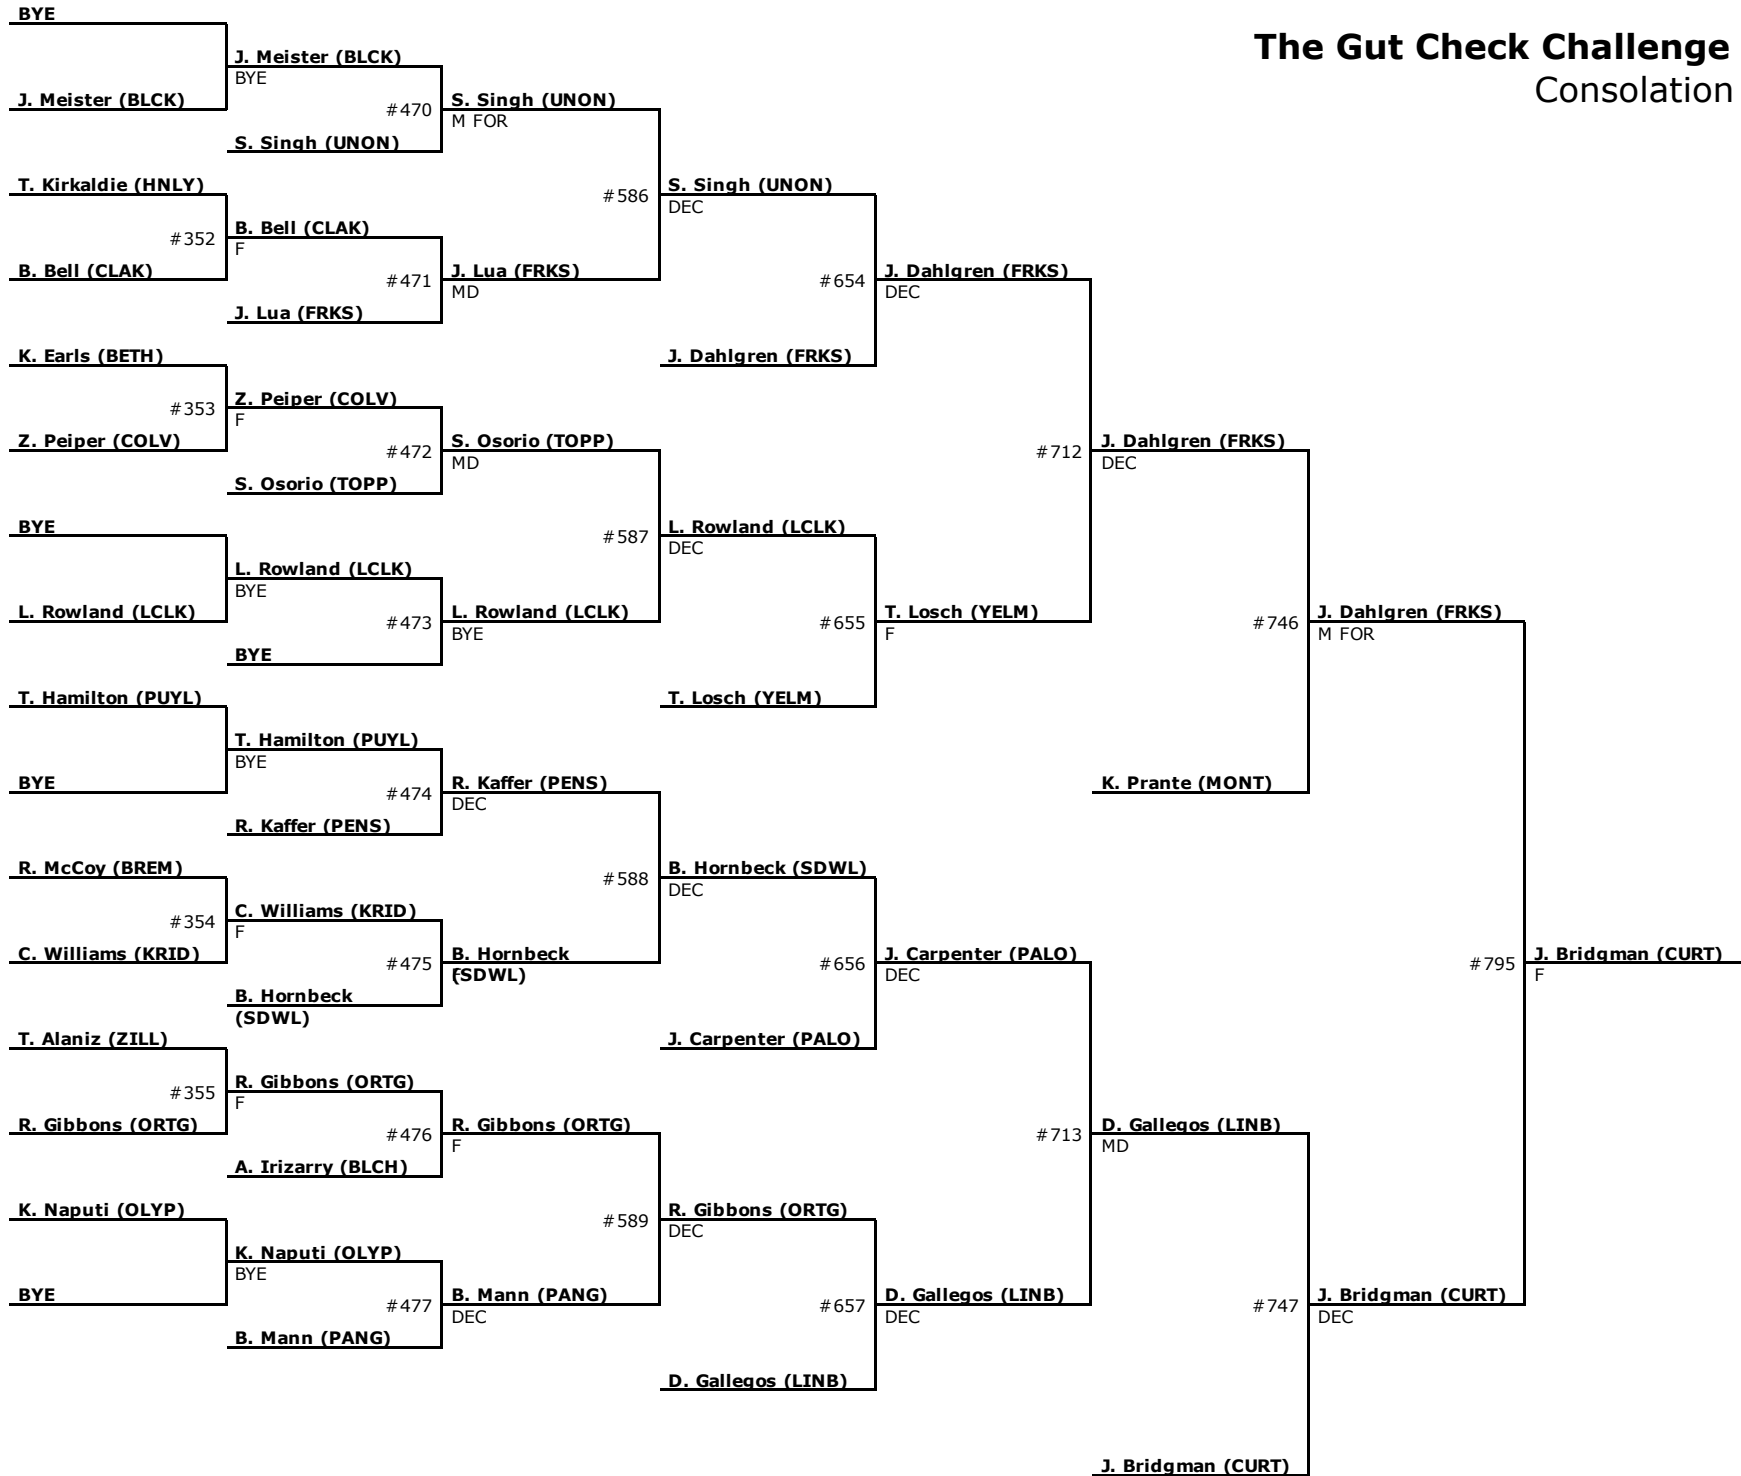 The Gut Check Challenge
Consolation
BYE
J. Meister (BLCK)
BYE
J. Meister (BLCK)
#470
S. Singh (UNON)
M FOR
S. Singh (UNON)
T. Kirkaldie (HNLY)
#586
S. Singh (UNON)
DEC
#352
B. Bell (CLAK)
F
B. Bell (CLAK)
#471
J. Lua (FRKS)
MD
#654
J. Dahlgren (FRKS)
DEC
J. Lua (FRKS)
K. Earls (BETH)
J. Dahlgren (FRKS)
#353
Z. Peiper (COLV)
F
Z. Peiper (COLV)
#472
S. Osorio (TOPP)
MD
#712
J. Dahlgren (FRKS)
DEC
S. Osorio (TOPP)
BYE
#587
L. Rowland (LCLK)
DEC
L. Rowland (LCLK)
BYE
L. Rowland (LCLK)
#473
L. Rowland (LCLK)
BYE
#655
T. Losch (YELM)
F
#746
J. Dahlgren (FRKS)
M FOR
BYE
T. Hamilton (PUYL)
T. Losch (YELM)
T. Hamilton (PUYL)
BYE
BYE
#474
R. Kaffer (PENS)
DEC
K. Prante (MONT)
R. Kaffer (PENS)
R. McCoy (BREM)
#588
B. Hornbeck (SDWL)
DEC
#354
C. Williams (KRID)
F
C. Williams (KRID)
#475
B. Hornbeck
(SDWL)
F
#656
J. Carpenter (PALO)
DEC
#795
J. Bridgman (CURT)
F
B. Hornbeck
(SDWL)
T. Alaniz (ZILL)
J. Carpenter (PALO)
#355
R. Gibbons (ORTG)
F
R. Gibbons (ORTG)
#476
R. Gibbons (ORTG)
F
#713
D. Gallegos (LINB)
MD
A. Irizarry (BLCH)
K. Naputi (OLYP)
#589
R. Gibbons (ORTG)
DEC
K. Naputi (OLYP)
BYE
BYE
#477
B. Mann (PANG)
DEC
#657
D. Gallegos (LINB)
DEC
#747
J. Bridgman (CURT)
DEC
B. Mann (PANG)
D. Gallegos (LINB)
J. Bridgman (CURT)